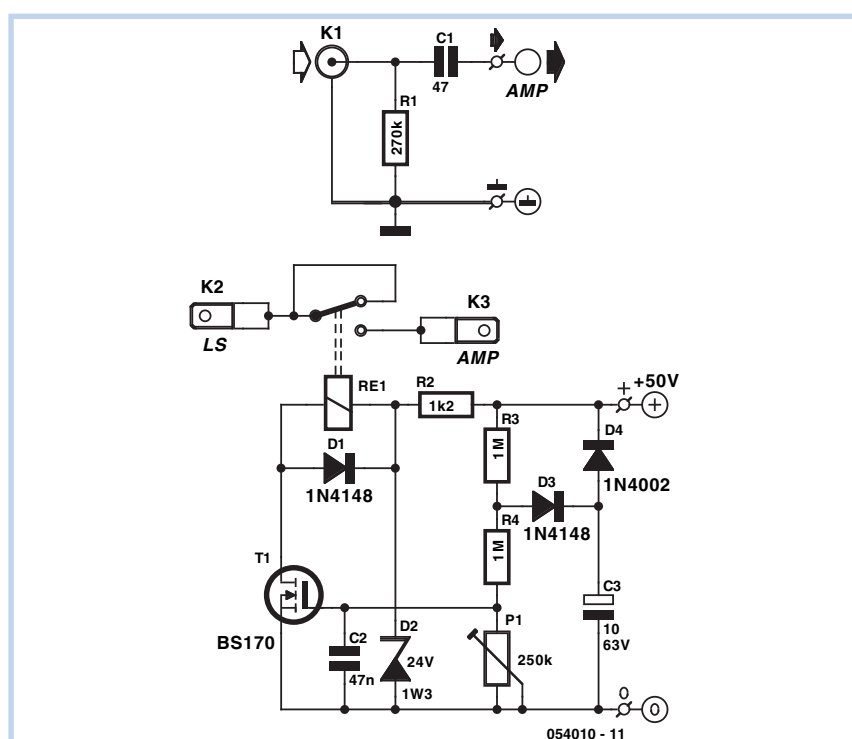 K1
C1
47
AMP
R1
270k
K2
LS
K3
AMP
RE1
R2
1k2
+ +50V
+
R3
1M
D4
1N4002
D1
1N4148
D3
1N4148
R4
1M
T1
BS170
C2
47n
D2
24V
1W3
P1
250k
C3
10
63V
0
0
054010 - 11